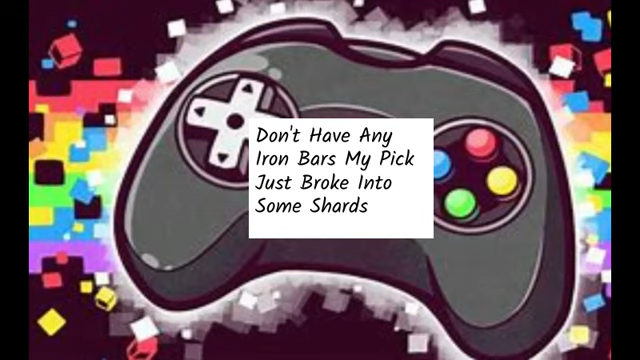 Don't Have Any
Iron Bars My Pick
Just Broke Into
Some Shards